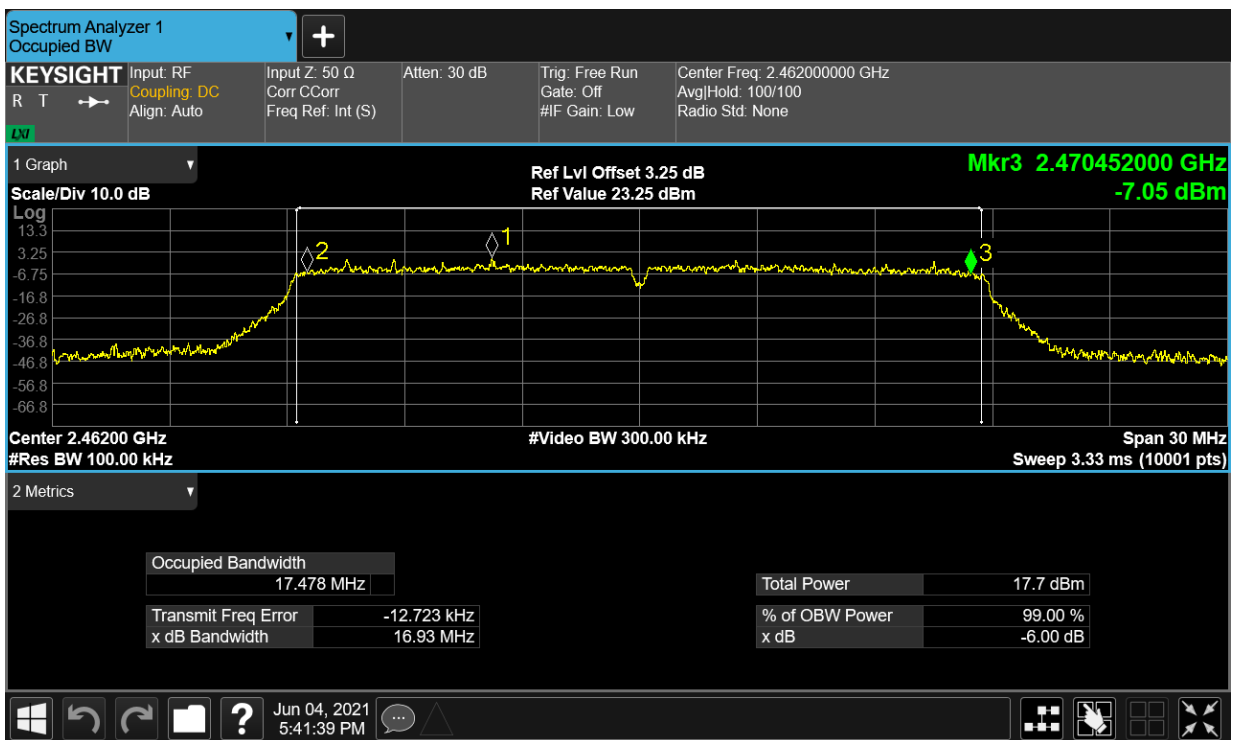 Spectrum Analyzer 1
Occupied BW
▼
+
KEYSIGHT
R T
LXI
Input: RF
Coupling: DC
Align: Auto
Input Z: 50 Ω
Corr CCorr
Freq Ref: Int (S)
Atten: 30 dB
Trig: Free Run
Gate: Off
#IF Gain: Low
Center Freq: 2.462000000 GHz
Avg|Hold: 100/100
Radio Std: None
1 Graph ▼
Scale/Div 10.0 dB
Ref Lvl Offset 3.25 dB
Ref Value 23.25 dBm
Mkr3 2.470452000 GHz
-7.05 dBm
Log
13.3
3.25
-6.75
-16.8
-26.8
-36.8
-46.8
-56.8
-66.8
2
1
3
Center 2.46200 GHz
#Res BW 100.00 kHz
#Video BW 300.00 kHz
Span 30 MHz
Sweep 3.33 ms (10001 pts)
2 Metrics ▼
Occupied Bandwidth
17.478 MHz
Transmit Freq Error -12.723 kHz
x dB Bandwidth 16.93 MHz
Total Power 17.7 dBm
% of OBW Power 99.00 %
x dB -6.00 dB
?
Jun 04, 2021
5:41:39 PM